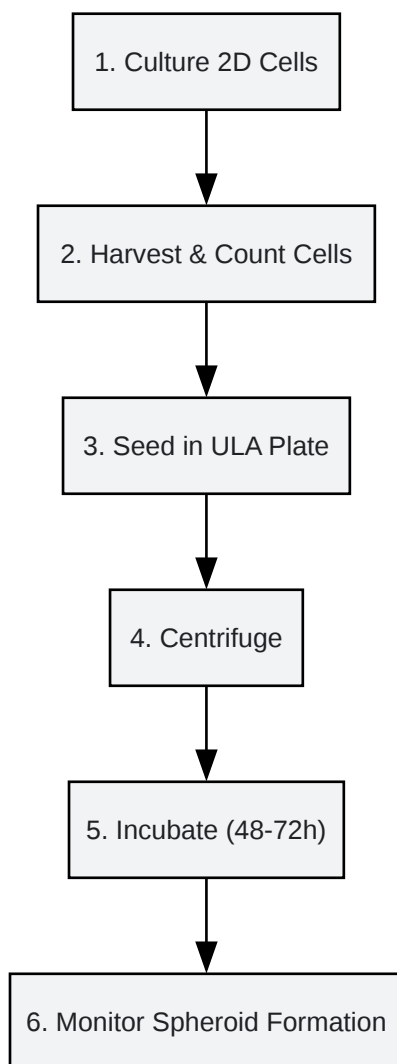 1. Culture 2D Cells
2. Harvest & Count Cells
3. Seed in ULA Plate
4. Centrifuge
5. Incubate (48-72h)
6. Monitor Spheroid Formation